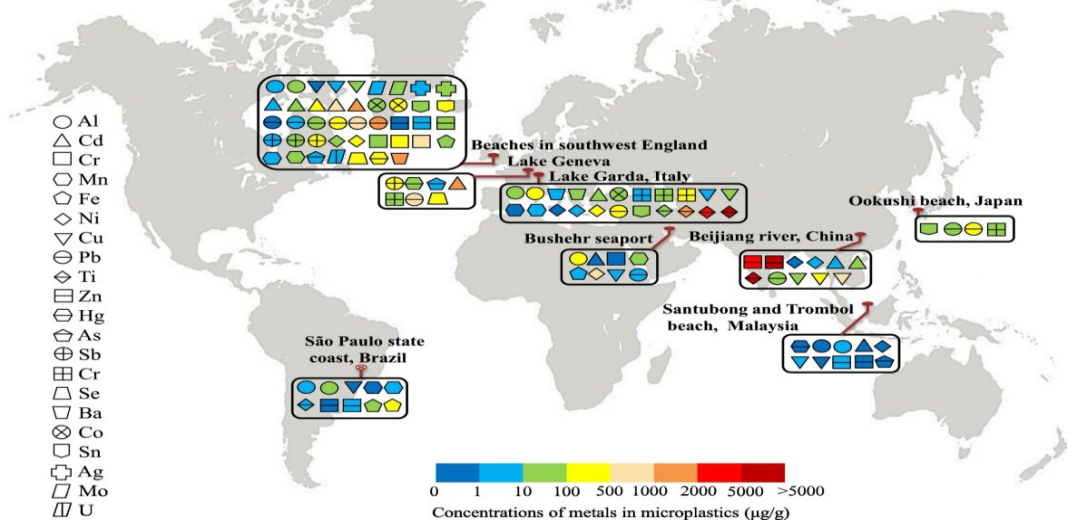 Al
Cd
Cr
Mn
Fe
Ni
Cu
Pb
Ti
Zn
Hg
As
Sb
Cr
Se
Ba
Co
Sn
Ag
Mo
U
Beaches in southwest England
Lake Geneva
Lake Garda, Italy
Ookushi beach, Japan
Bushehr seaport
Beijiang river, China
Santubong and Trombol
beach, Malaysia
São Paulo state
coast, Brazil
0 1 10 100 500 1000 2000 5000 >5000
Concentrations of metals in microplastics (µg/g)